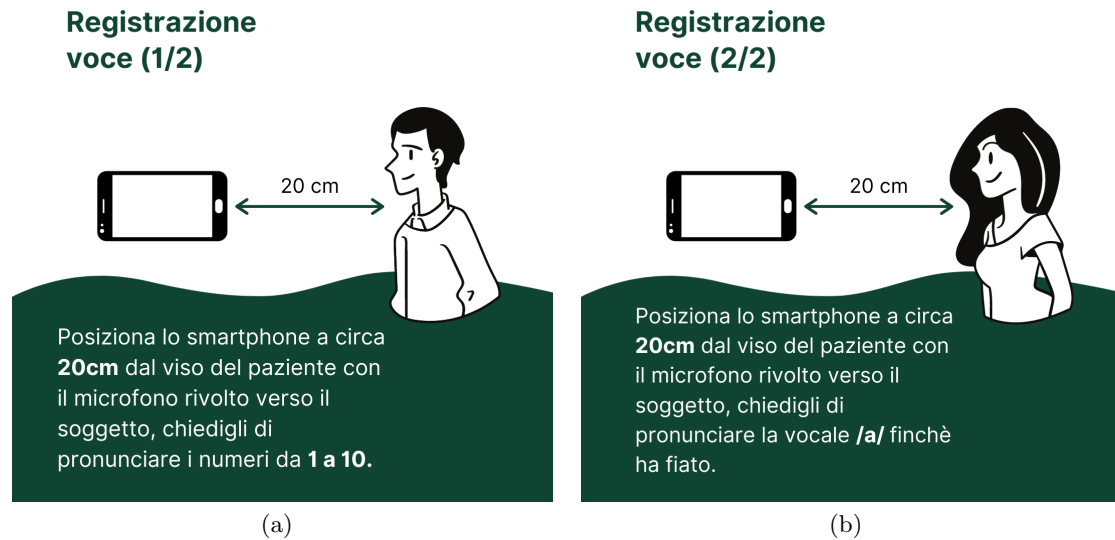 Registrazione
voce (1/2)
20 cm
Posiziona lo smartphone a circa
20cm dal viso del paziente con
il microfono rivolto verso il
soggetto, chiedigli di
pronunciare i numeri da 1 a 10.
(a)
Registrazione
voce (2/2)
20 cm
Posiziona lo smartphone a circa
20cm dal viso del paziente con
il microfono rivolto verso il
soggetto, chiedigli di
pronunciare la vocale /a/ finchè
ha fiato.
(b)